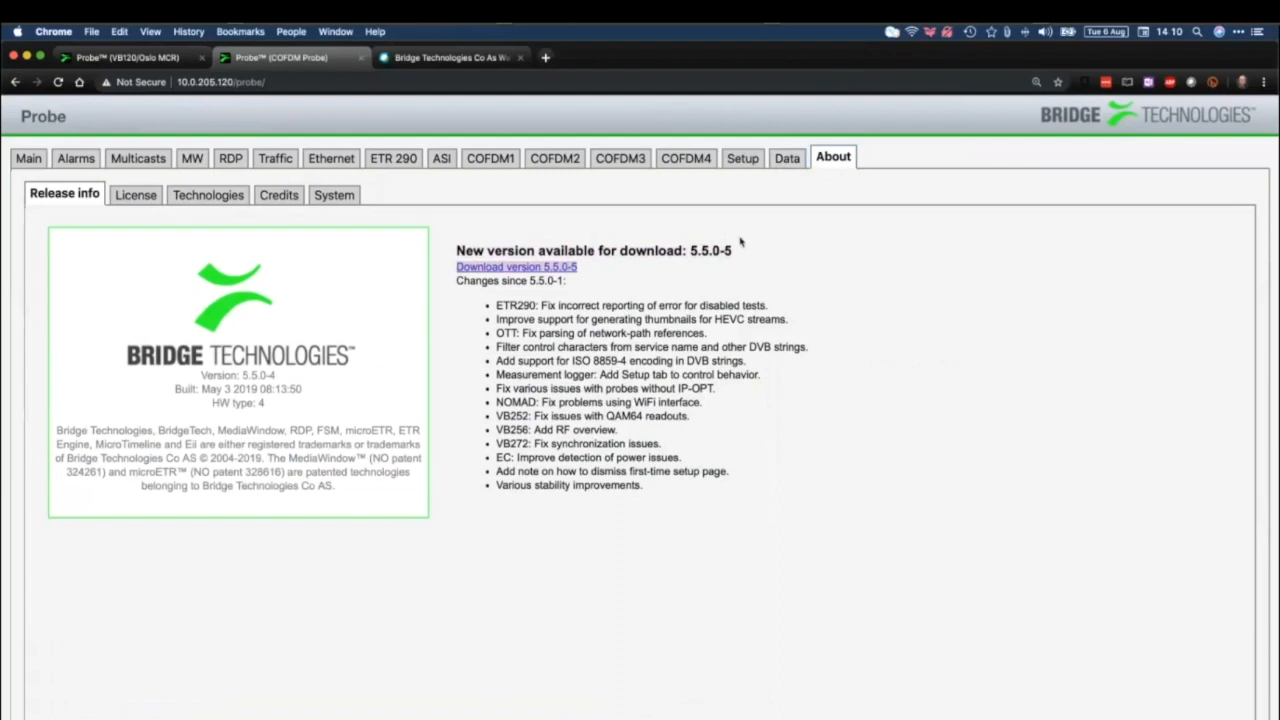 Chrome File Edit View History Bookmarks People Window Help Tue 6 Aug 14 10
Probe™ (VB120/Oslo MCR) Probe™ (COFDM Probe) Bridge Technologies Co As W
Not Secure 10.0.205.120/probe/
Probe BRIDGE TECHNOLOGIES™
Main Alarms Multicasts MW RDP Traffic Ethernet ETR 290 ASI COFDM1 COFDM2 COFDM3 COFDM4 Setup Data About
Release info License Technologies Credits System
BRIDGE TECHNOLOGIES™
Version: 5.5.0-4
Built: May 3 2019 08:13:50
HW type: 4
Bridge Technologies, BridgeTech, MediaWindow, RDP, FSM, microETR, ETR
Engine, MicroTimeline and Eii are either registered trademarks or trademarks
of Bridge Technologies Co AS © 2004-2019. The MediaWindow™ (NO patent
324261) and microETR™ (NO patent 328616) are patented technologies
belonging to Bridge Technologies Co AS.
New version available for download: 5.5.0-5
Download version 5.5.0-5
Changes since 5.5.0-1:
• ETR290: Fix incorrect reporting of error for disabled tests.
• Improve support for generating thumbnails for HEVC streams.
• OTT: Fix parsing of network-path references.
• Filter control characters from service name and other DVB strings.
• Add support for ISO 8859-4 encoding in DVB strings.
• Measurement logger: Add Setup tab to control behavior.
• Fix various issues with probes without IP-OPT.
• NOMAD: Fix problems using WiFi interface.
• VB252: Fix issues with QAM64 readouts.
• VB256: Add RF overview.
• VB272: Fix synchronization issues.
• EC: Improve detection of power issues.
• Add note on how to dismiss first-time setup page.
• Various stability improvements.